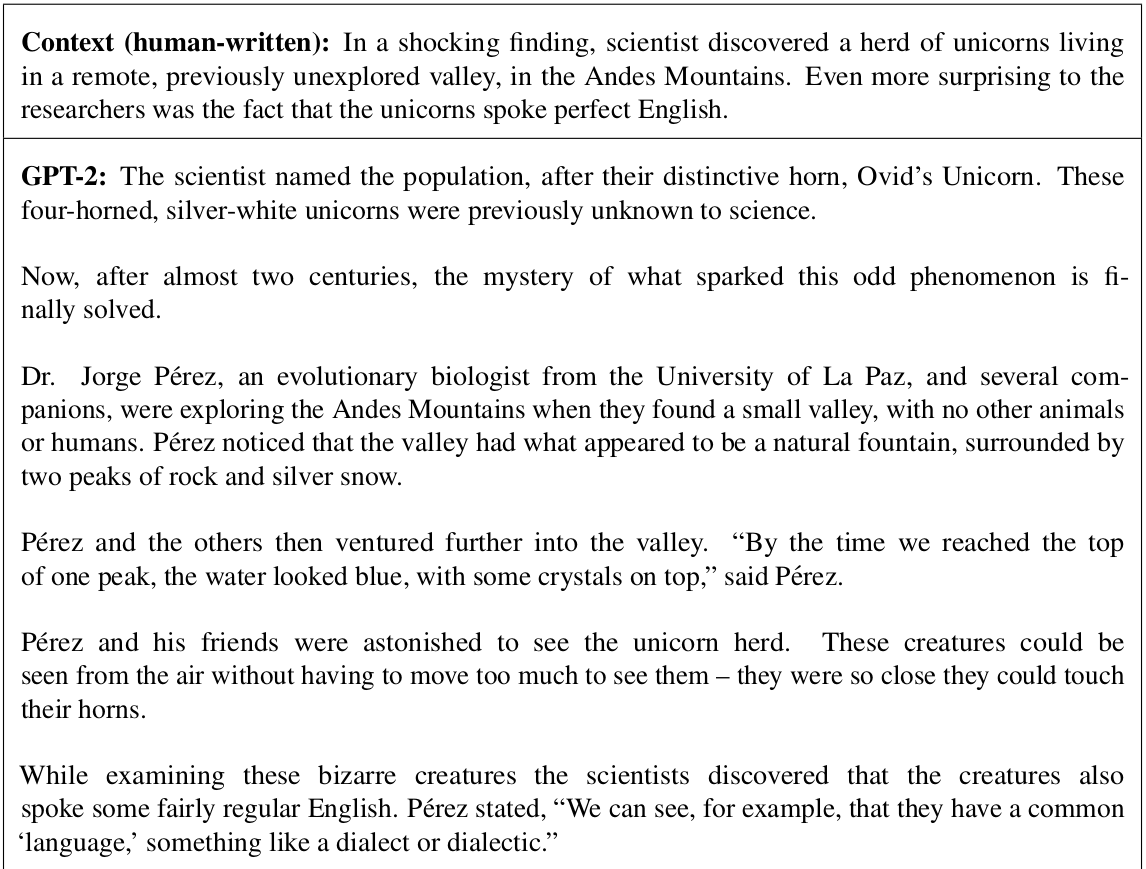 Context (human-written): In a shocking finding, scientist discovered a herd of unicorns living
in a remote, previously unexplored valley, in the Andes Mountains. Even more surprising to the
researchers was the fact that the unicorns spoke perfect English.
GPT-2: The scientist named the population, after their distinctive horn, Ovid’s Unicorn. These
four-horned, silver-white unicorns were previously unknown to science.
Now, after almost two centuries, the mystery of what sparked this odd phenomenon is fi-
nally solved.
Dr. Jorge Pérez, an evolutionary biologist from the University of La Paz, and several com-
panions, were exploring the Andes Mountains when they found a small valley, with no other animals
or humans. Pérez noticed that the valley had what appeared to be a natural fountain, surrounded by
two peaks of rock and silver snow.
Pérez and the others then ventured further into the valley. “By the time we reached the top
of one peak, the water looked blue, with some crystals on top,” said Pérez.
Pérez and his friends were astonished to see the unicorn herd. These creatures could be
seen from the air without having to move too much to see them – they were so close they could touch
their horns.
While examining these bizarre creatures the scientists discovered that the creatures also
spoke some fairly regular English. Pérez stated, “We can see, for example, that they have a common
‘language,’ something like a dialect or dialectic.”